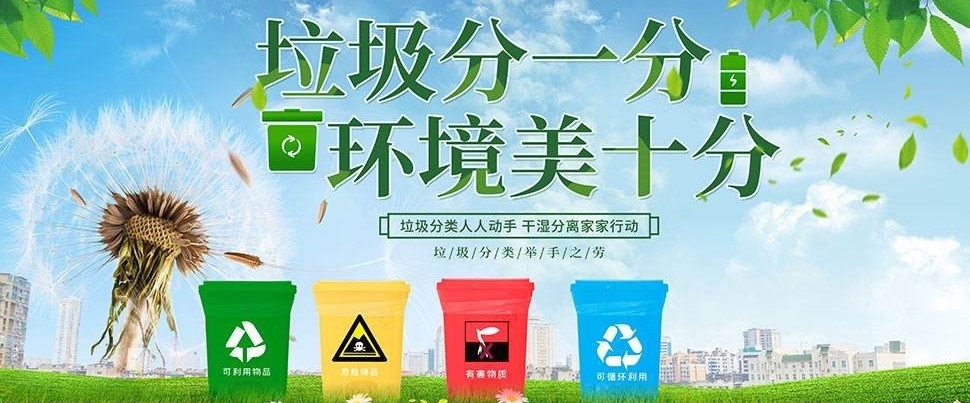 垃圾分一分
环境美十分
垃圾分类人人动手 干湿分离家家行动
垃/圾/分/类/举/手/之/劳
可利用物品
危险物品
有害物质
可循环利用